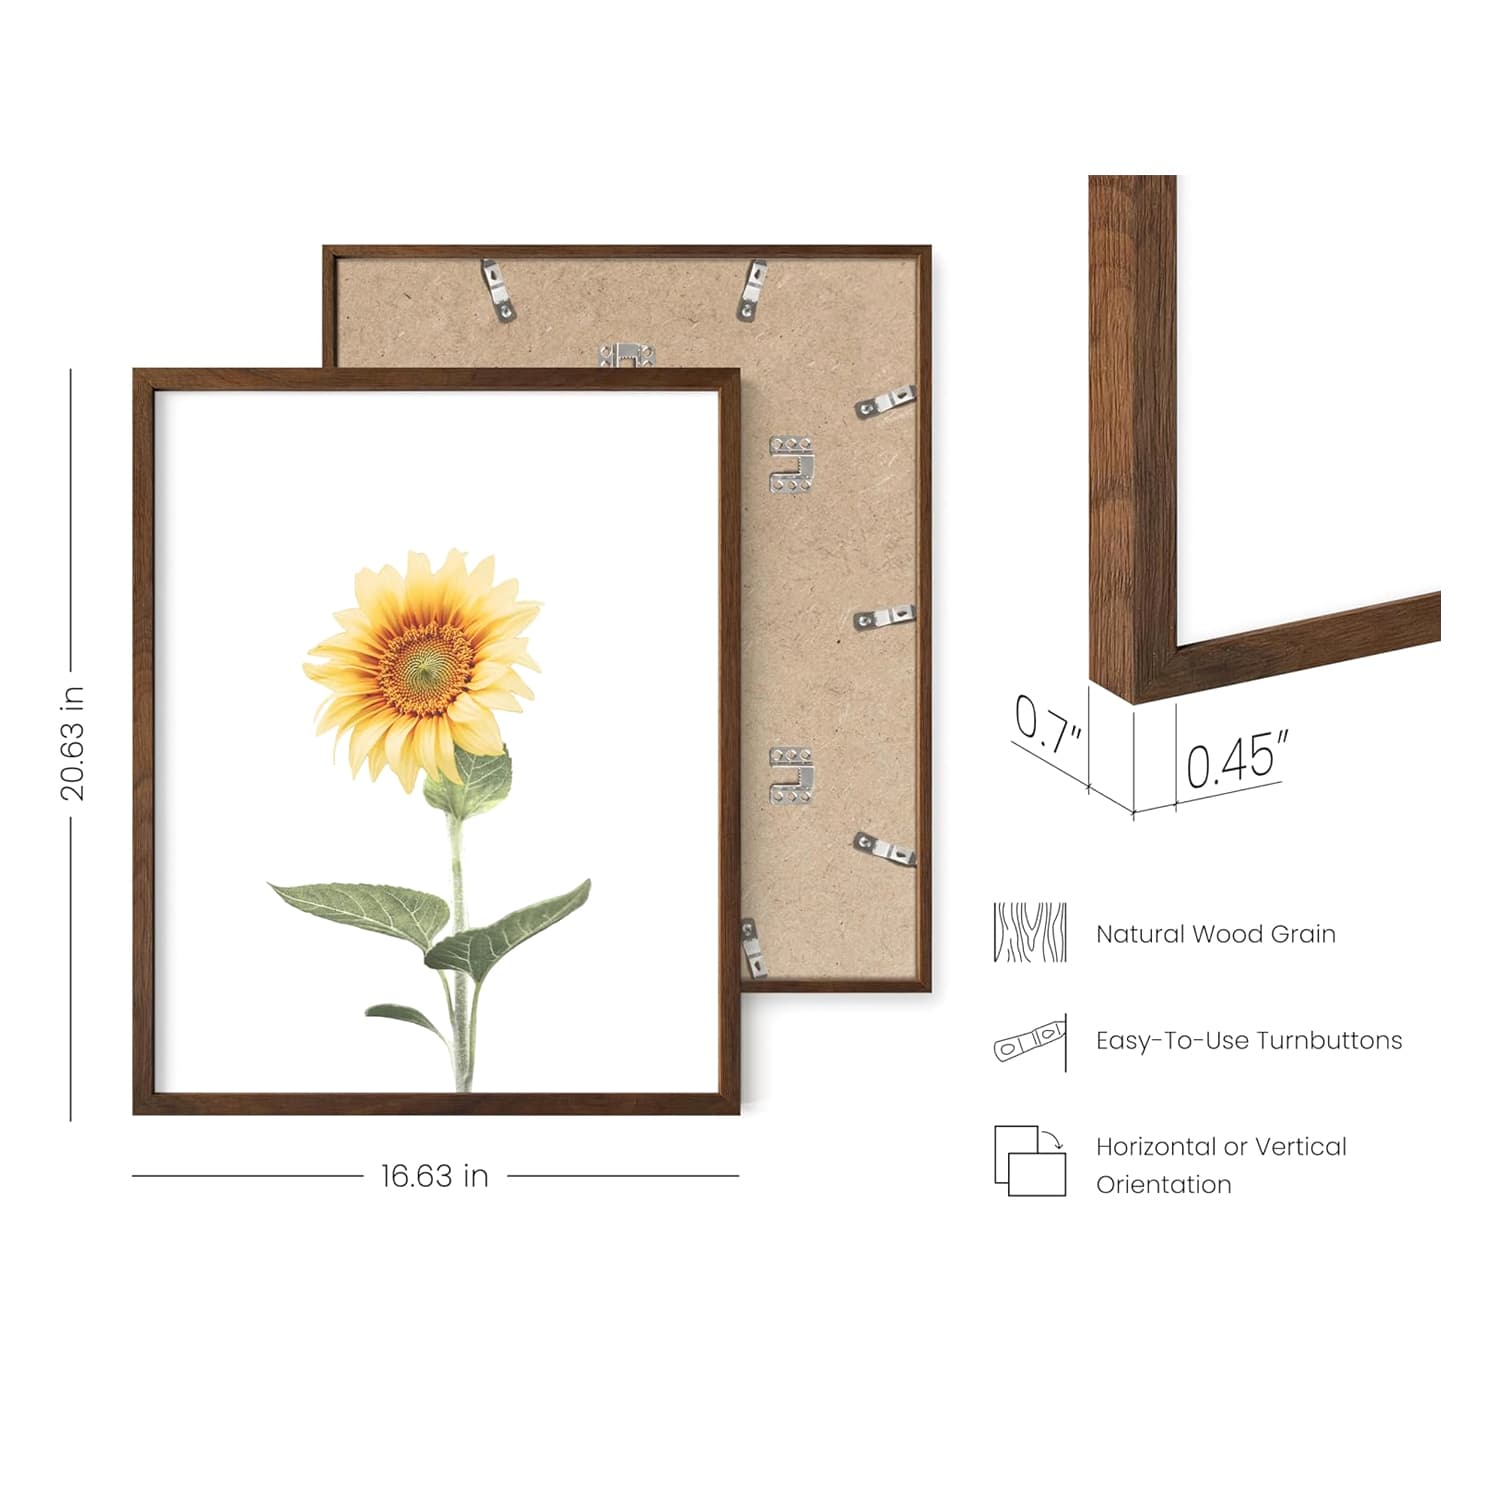 20.63 in
16.63 in
0.7"
0.45"
Natural Wood Grain
Easy-To-Use Turnbuttons
Horizontal or Vertical
Orientation